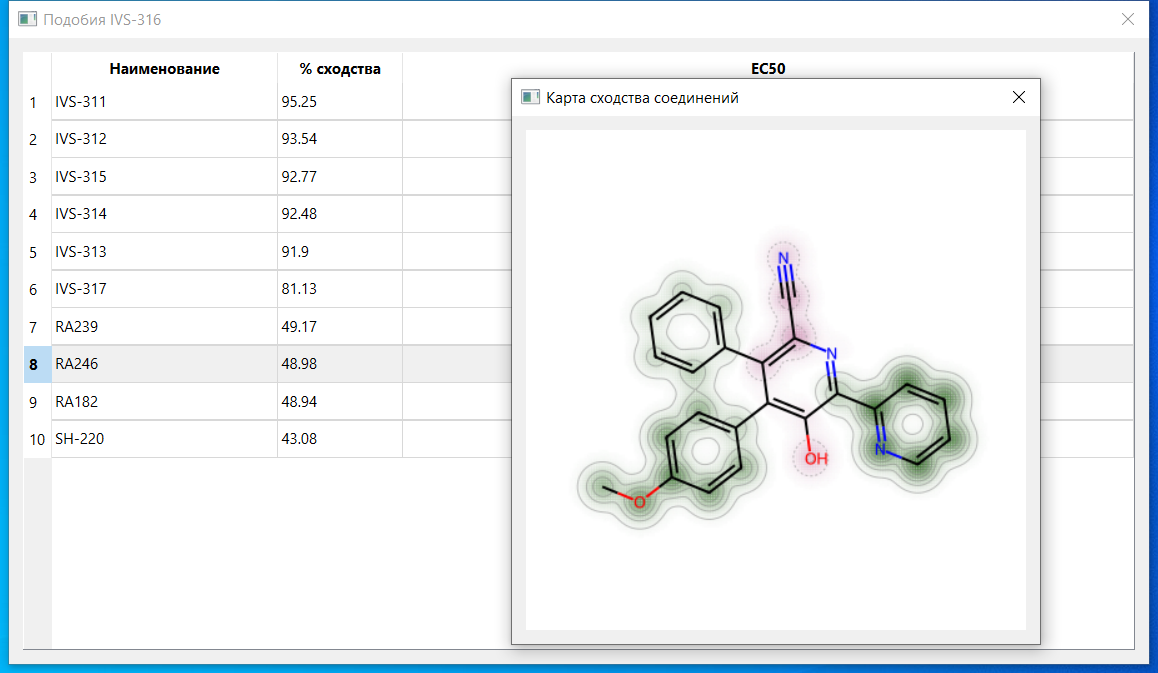 Подобия IVS-316
Наименование % сходства EC50
Карта сходства соединений
1 IVS-311 95.25
2 IVS-312 93.54
3 IVS-315 92.77
4 IVS-314 92.48
5 IVS-313 91.9
6 IVS-317 81.13
7 RA239 49.17
8 RA246 48.98
9 RA182 48.94
10 SH-220 43.08
N
N
N
OH
O